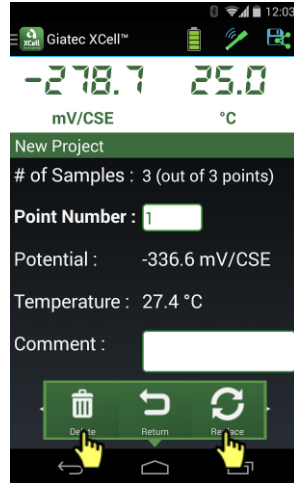 12:03
XCell
Giatec XCell™
-278.7 25.0
mV/CSE °C
New Project
# of Samples : 3 (out of 3 points)
Point Number : 1
Potential : -336.6 mV/CSE
Temperature : 27.4 °C
Comment :
Delete Return Replace